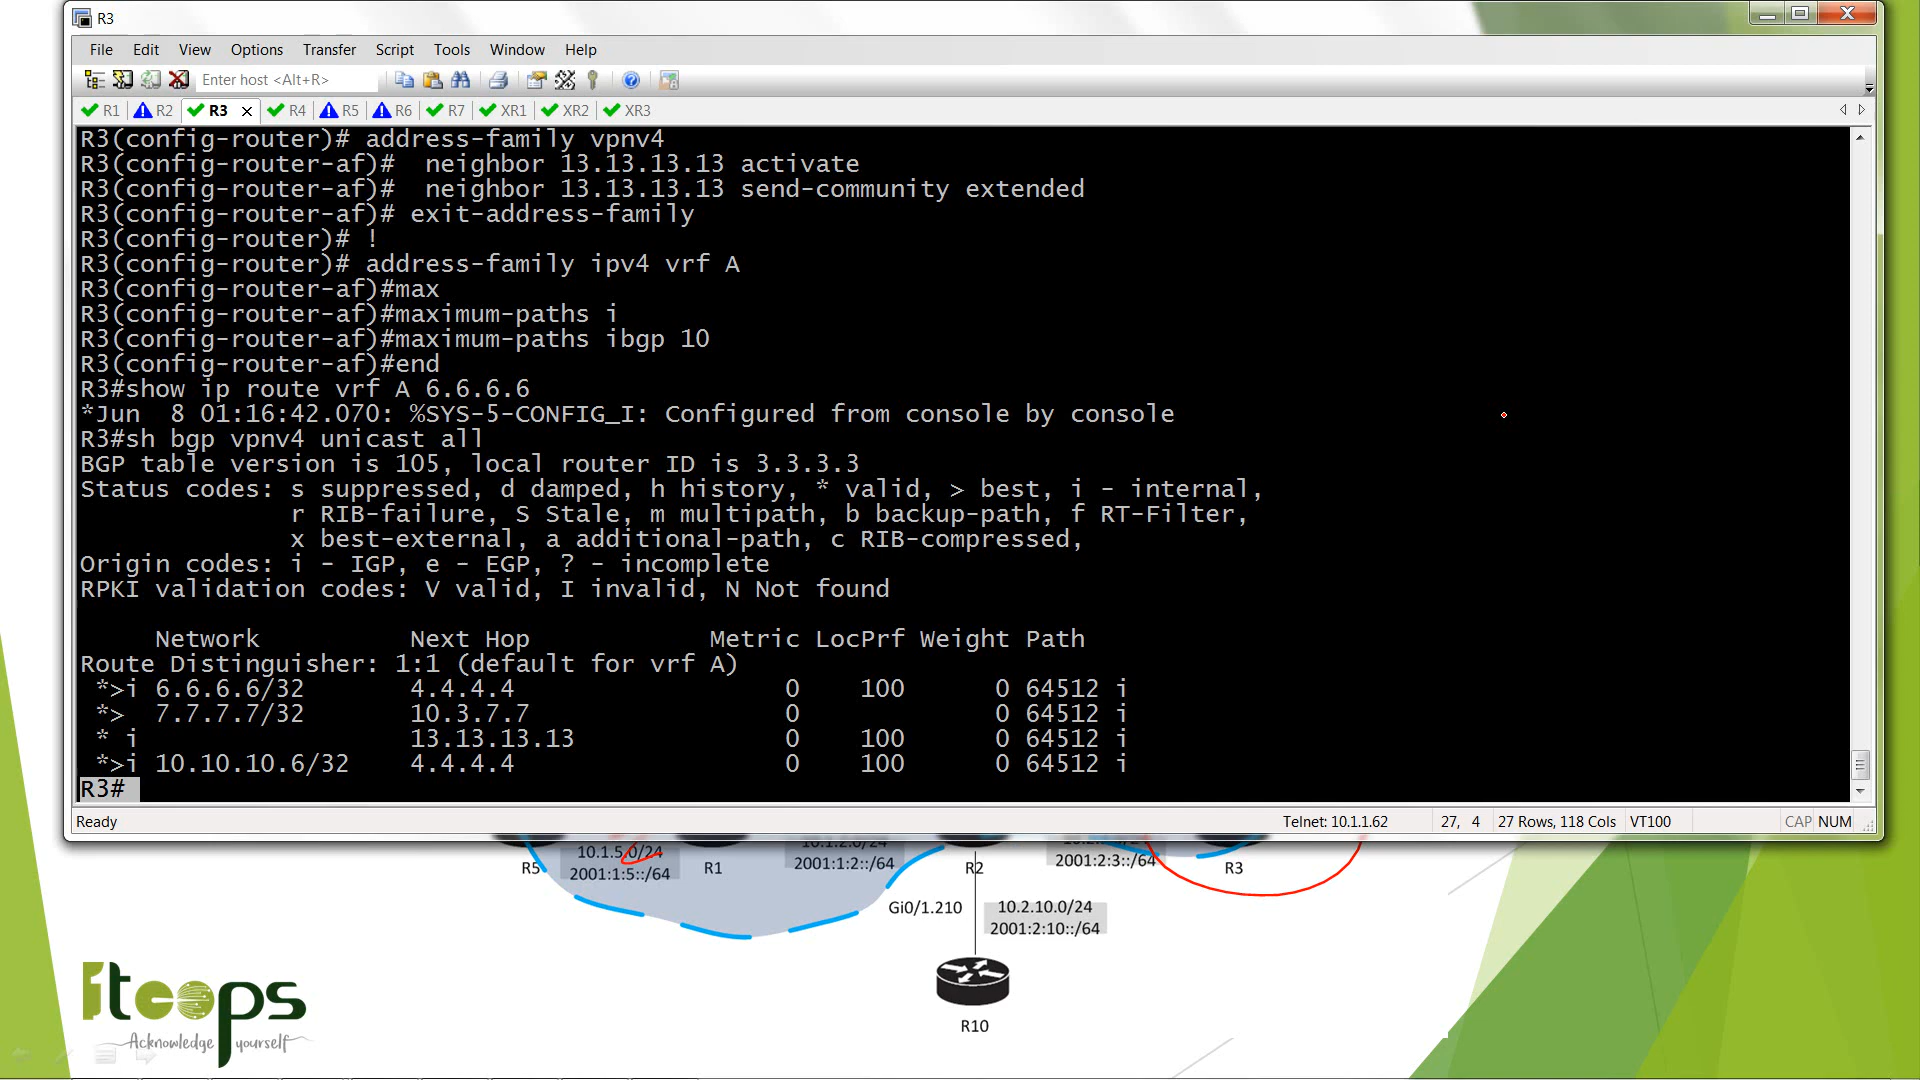 R3
File Edit View Options Transfer Script Tools Window Help
Enter host <Alt+R>
R1 R2 R3 R4 R5 R6 R7 XR1 XR2 XR3
R3(config-router)# address-family vpnv4
R3(config-router-af)#  neighbor 13.13.13.13 activate
R3(config-router-af)#  neighbor 13.13.13.13 send-community extended
R3(config-router-af)# exit-address-family
R3(config-router)# !
R3(config-router)# address-family ipv4 vrf A
R3(config-router-af)#max
R3(config-router-af)#maximum-paths i
R3(config-router-af)#maximum-paths ibgp 10
R3(config-router-af)#end
R3#show ip route vrf A 6.6.6.6
*Jun  8 01:16:42.070: %SYS-5-CONFIG_I: Configured from console by console
R3#sh bgp vpnv4 unicast all
BGP table version is 105, local router ID is 3.3.3.3
Status codes: s suppressed, d damped, h history, * valid, > best, i - internal,
r RIB-failure, S Stale, m multipath, b backup-path, f RT-Filter,
x best-external, a additional-path, c RIB-compressed,
Origin codes: i - IGP, e - EGP, ? - incomplete
RPKI validation codes: V valid, I invalid, N Not found
Network Next Hop Metric LocPrf Weight Path
Route Distinguisher: 1:1 (default for vrf A)
*>i 6.6.6.6/32 4.4.4.4 0 100 0 64512 i
*> 7.7.7.7/32 10.3.7.7 0 0 64512 i
* i 13.13.13.13 0 100 0 64512 i
*>i 10.10.10.6/32 4.4.4.4 0 100 0 64512 i
R3#
Ready Telnet: 10.1.1.62 27, 4 27 Rows, 118 Cols VT100 CAP NUM
10.1.5.0/24 10.1.2.0/24
2001:1:5::/64 2001:1:2::/64 2001:2:3::/64
R5 R1 R2 R3
Gi0/1.210 10.2.10.0/24
2001:2:10::/64
R10
itoops
Acknowledge yourself